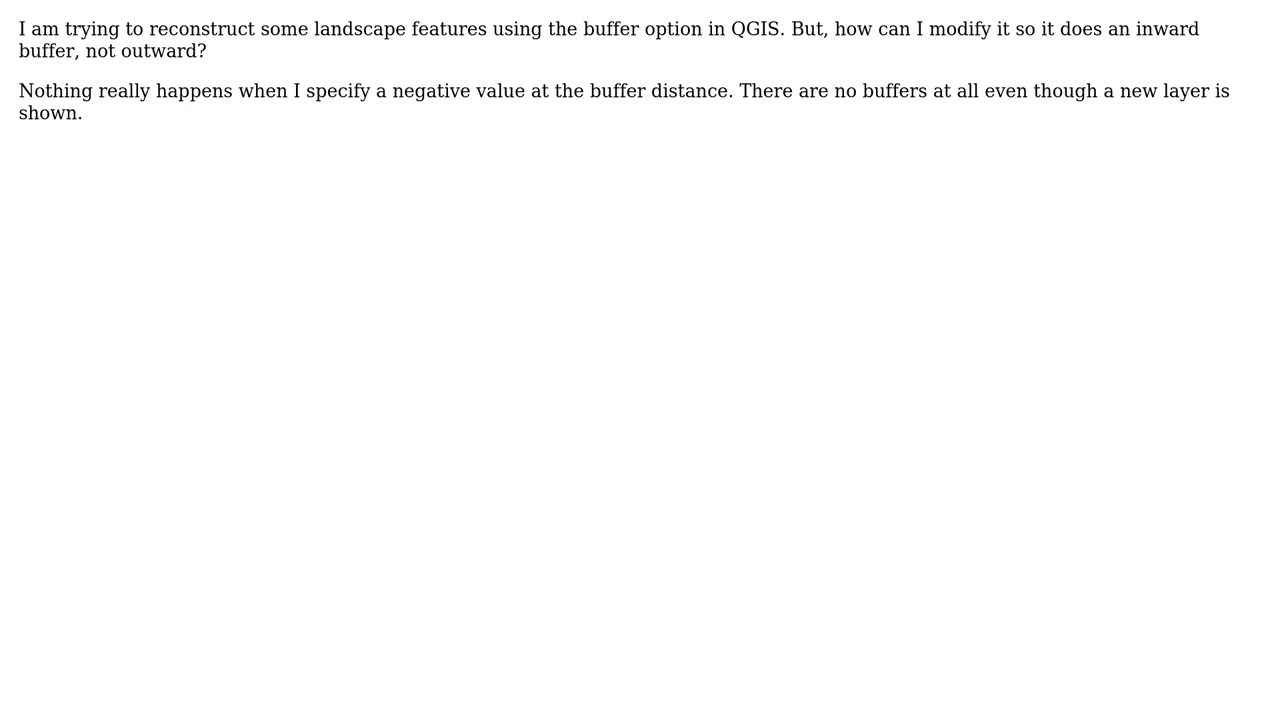 I am trying to reconstruct some landscape features using the buffer option in QGIS. But, how can I modify it so it does an inward
buffer, not outward?
Nothing really happens when I specify a negative value at the buffer distance. There are no buffers at all even though a new layer is
shown.